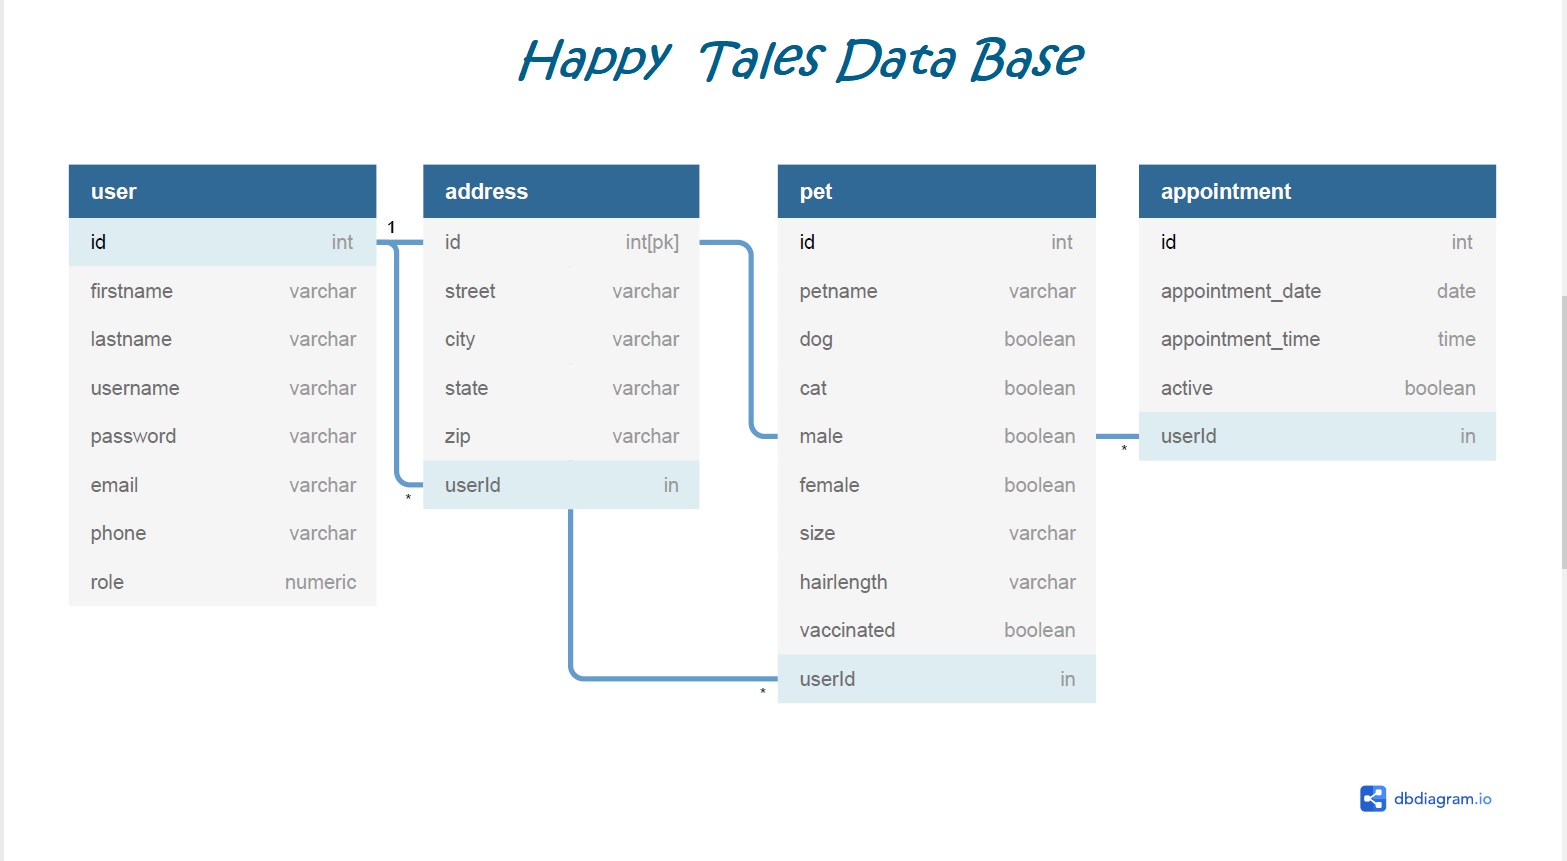 Happy Tales Data Base
user
id int
firstname varchar
lastname varchar
username varchar
password varchar
email varchar
phone varchar
role numeric
1
*
address
id int[pk]
street varchar
city varchar
state varchar
zip varchar
userId in
*
pet
id int
petname varchar
dog boolean
cat boolean
male boolean
female boolean
size varchar
hairlength varchar
vaccinated boolean
userId in
*
appointment
id int
appointment_date date
appointment_time time
active boolean
userId in
dbdiagram.io